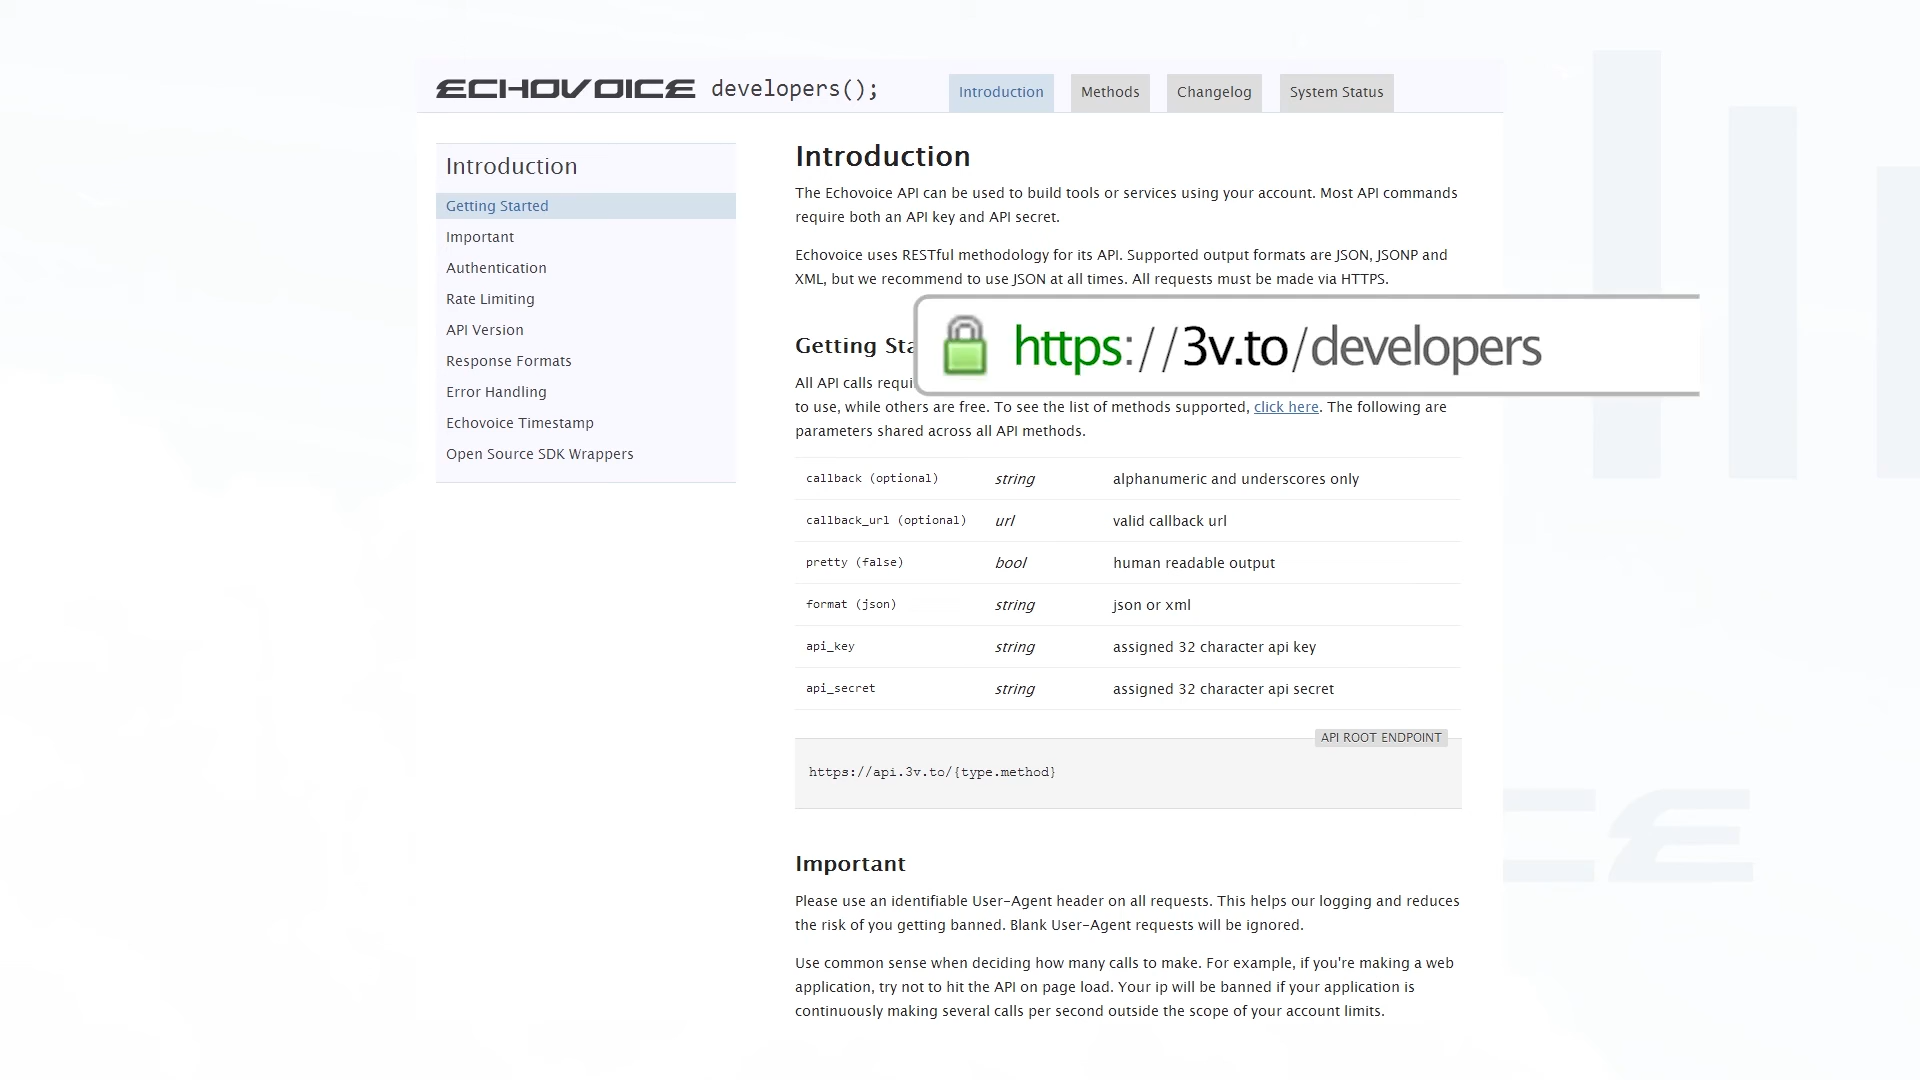 ECHOVOICE developers();
Introduction
Methods
Changelog
System Status
Introduction
Getting Started
Important
Authentication
Rate Limiting
API Version
Response Formats
Error Handling
Echovoice Timestamp
Open Source SDK Wrappers
Introduction
The Echovoice API can be used to build tools or services using your account. Most API commands
require both an API key and API secret.
Echovoice uses RESTful methodology for its API. Supported output formats are JSON, JSONP and
XML, but we recommend to use JSON at all times. All requests must be made via HTTPS.
https://3v.to/developers
Getting Sta
All API calls requi
to use, while others are free. To see the list of methods supported, click here. The following are
parameters shared across all API methods.
callback (optional) string alphanumeric and underscores only
callback_url (optional) url valid callback url
pretty (false) bool human readable output
format (json) string json or xml
api_key string assigned 32 character api key
api_secret string assigned 32 character api secret
API ROOT ENDPOINT
https://api.3v.to/{type.method}
Important
Please use an identifiable User-Agent header on all requests. This helps our logging and reduces
the risk of you getting banned. Blank User-Agent requests will be ignored.
Use common sense when deciding how many calls to make. For example, if you're making a web
application, try not to hit the API on page load. Your ip will be banned if your application is
continuously making several calls per second outside the scope of your account limits.
CE